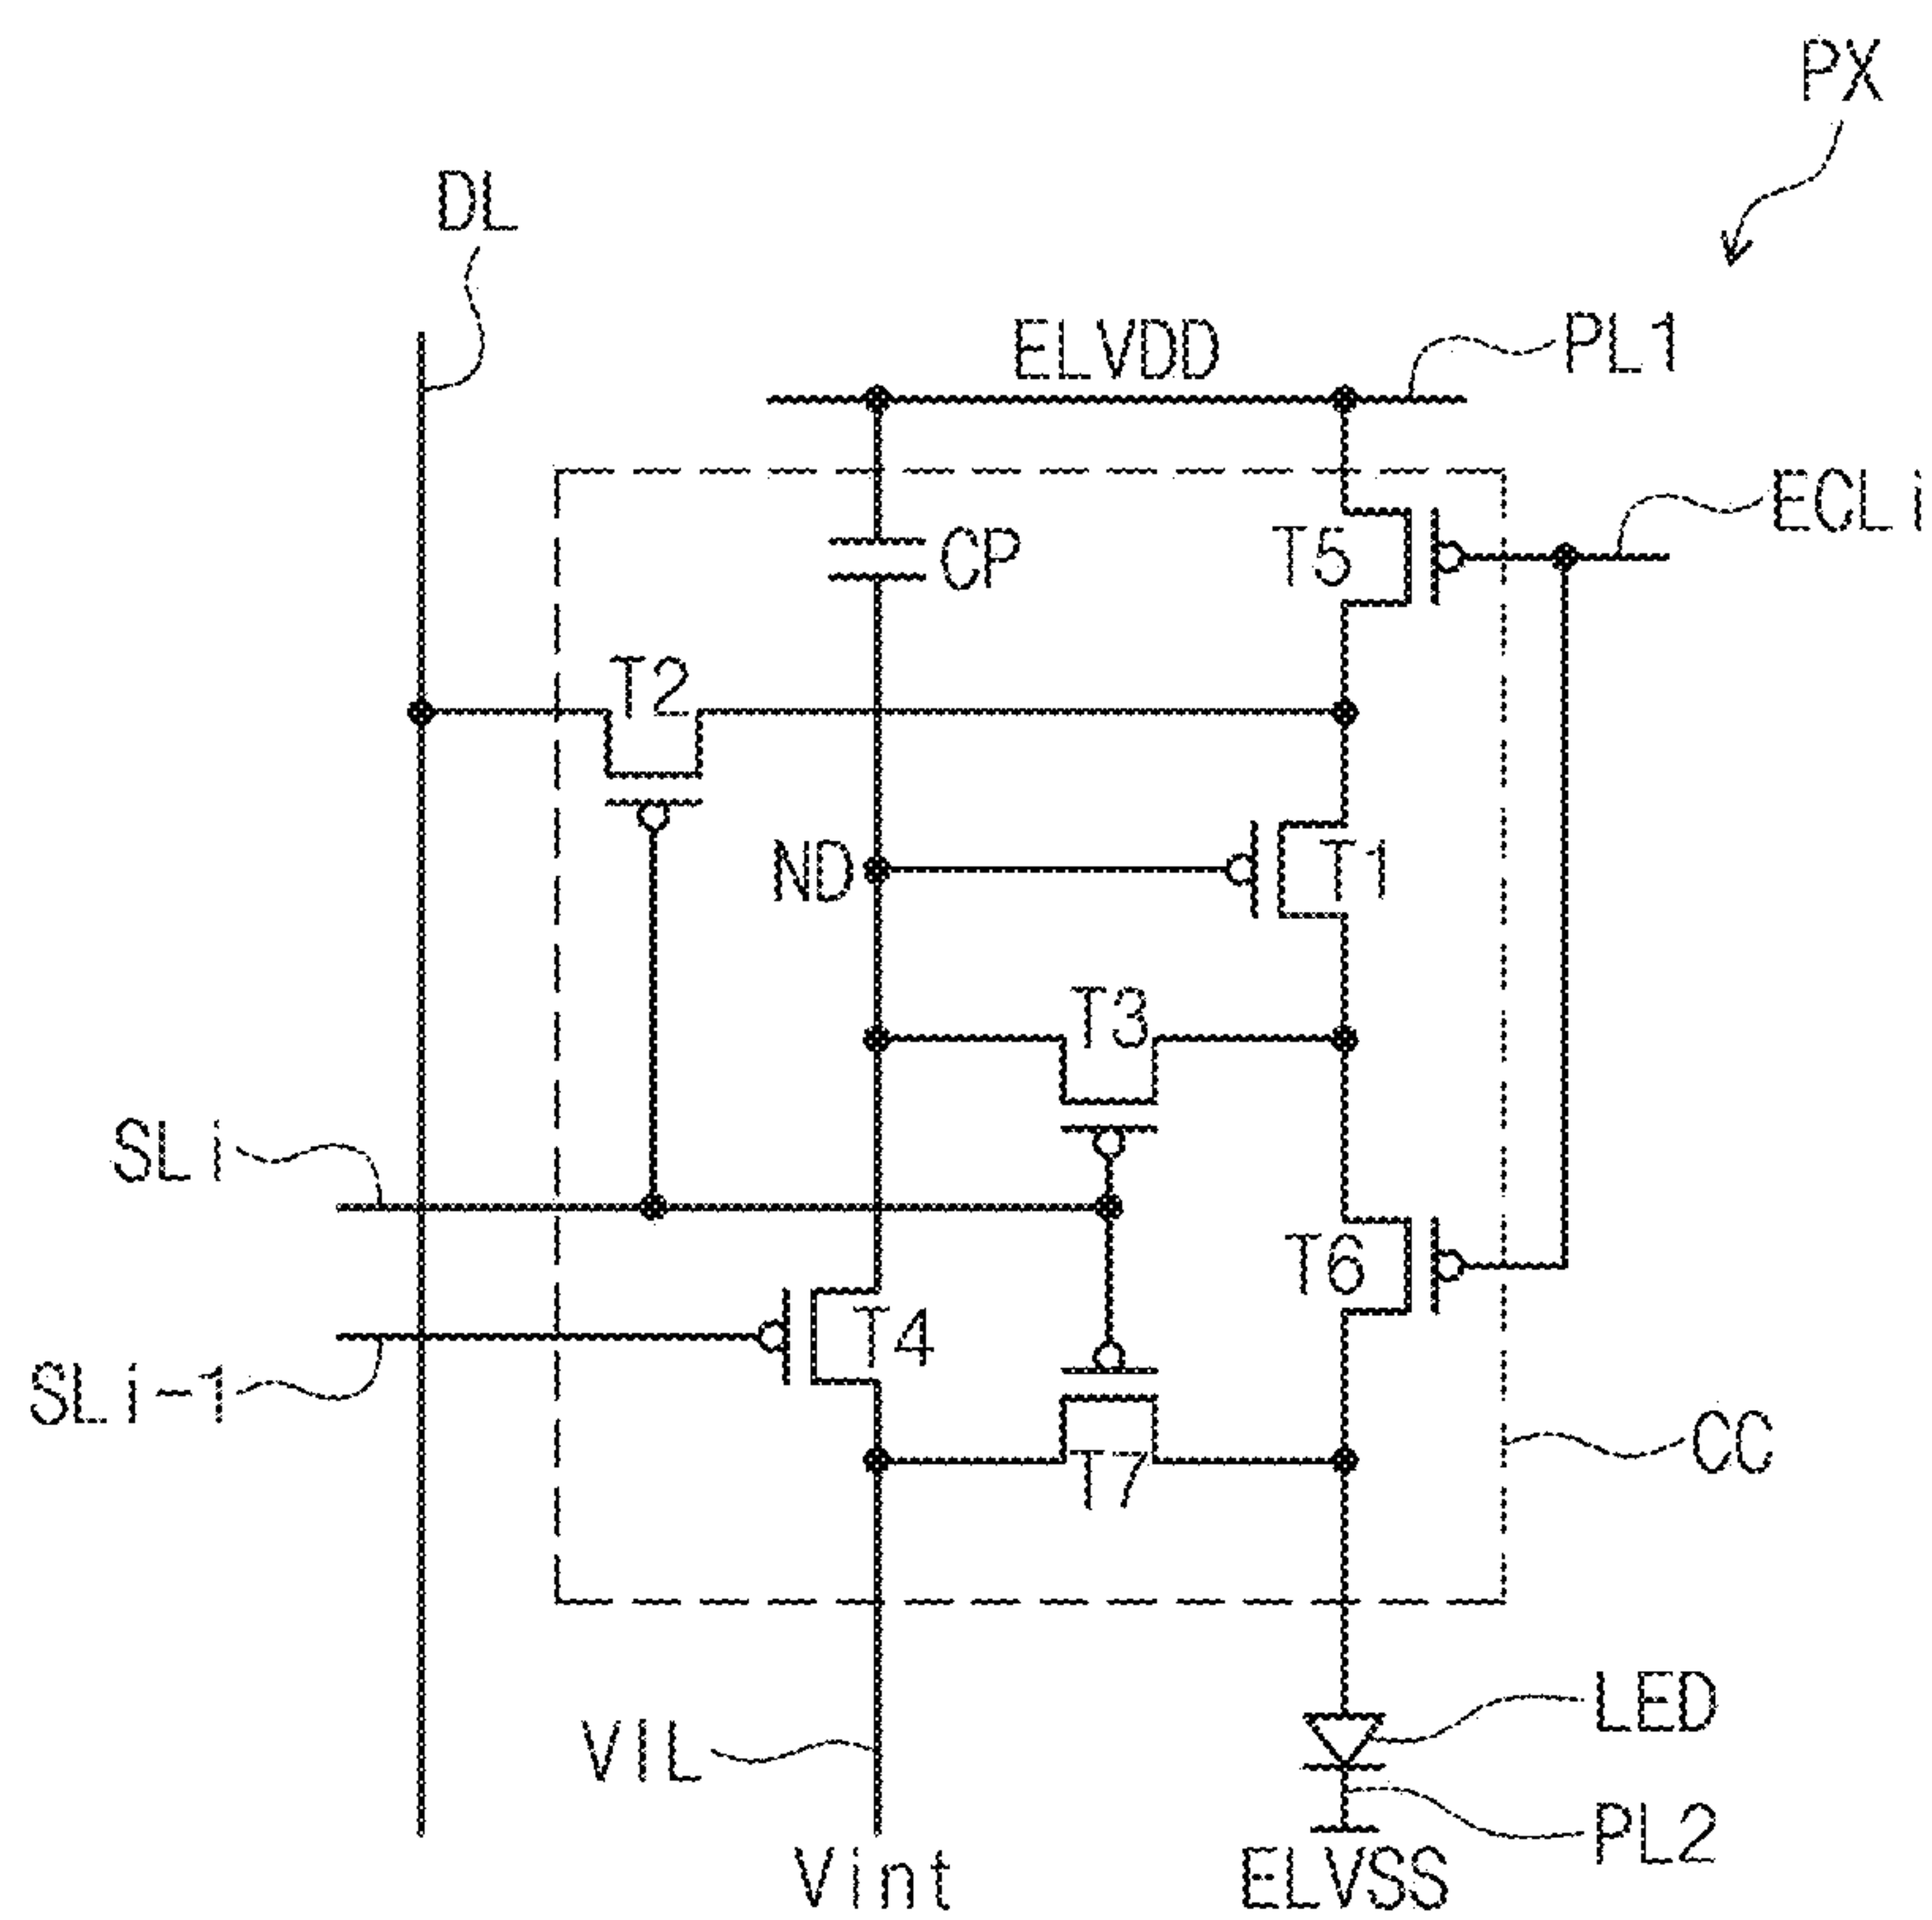 PX
DL
ELVDD
PL1
ECLi
CP
T5
T2
ND
T1
T3
SLi
T6
T4
SLi-1
CC
T7
LED
VIL
PL2
Vint
ELVSS